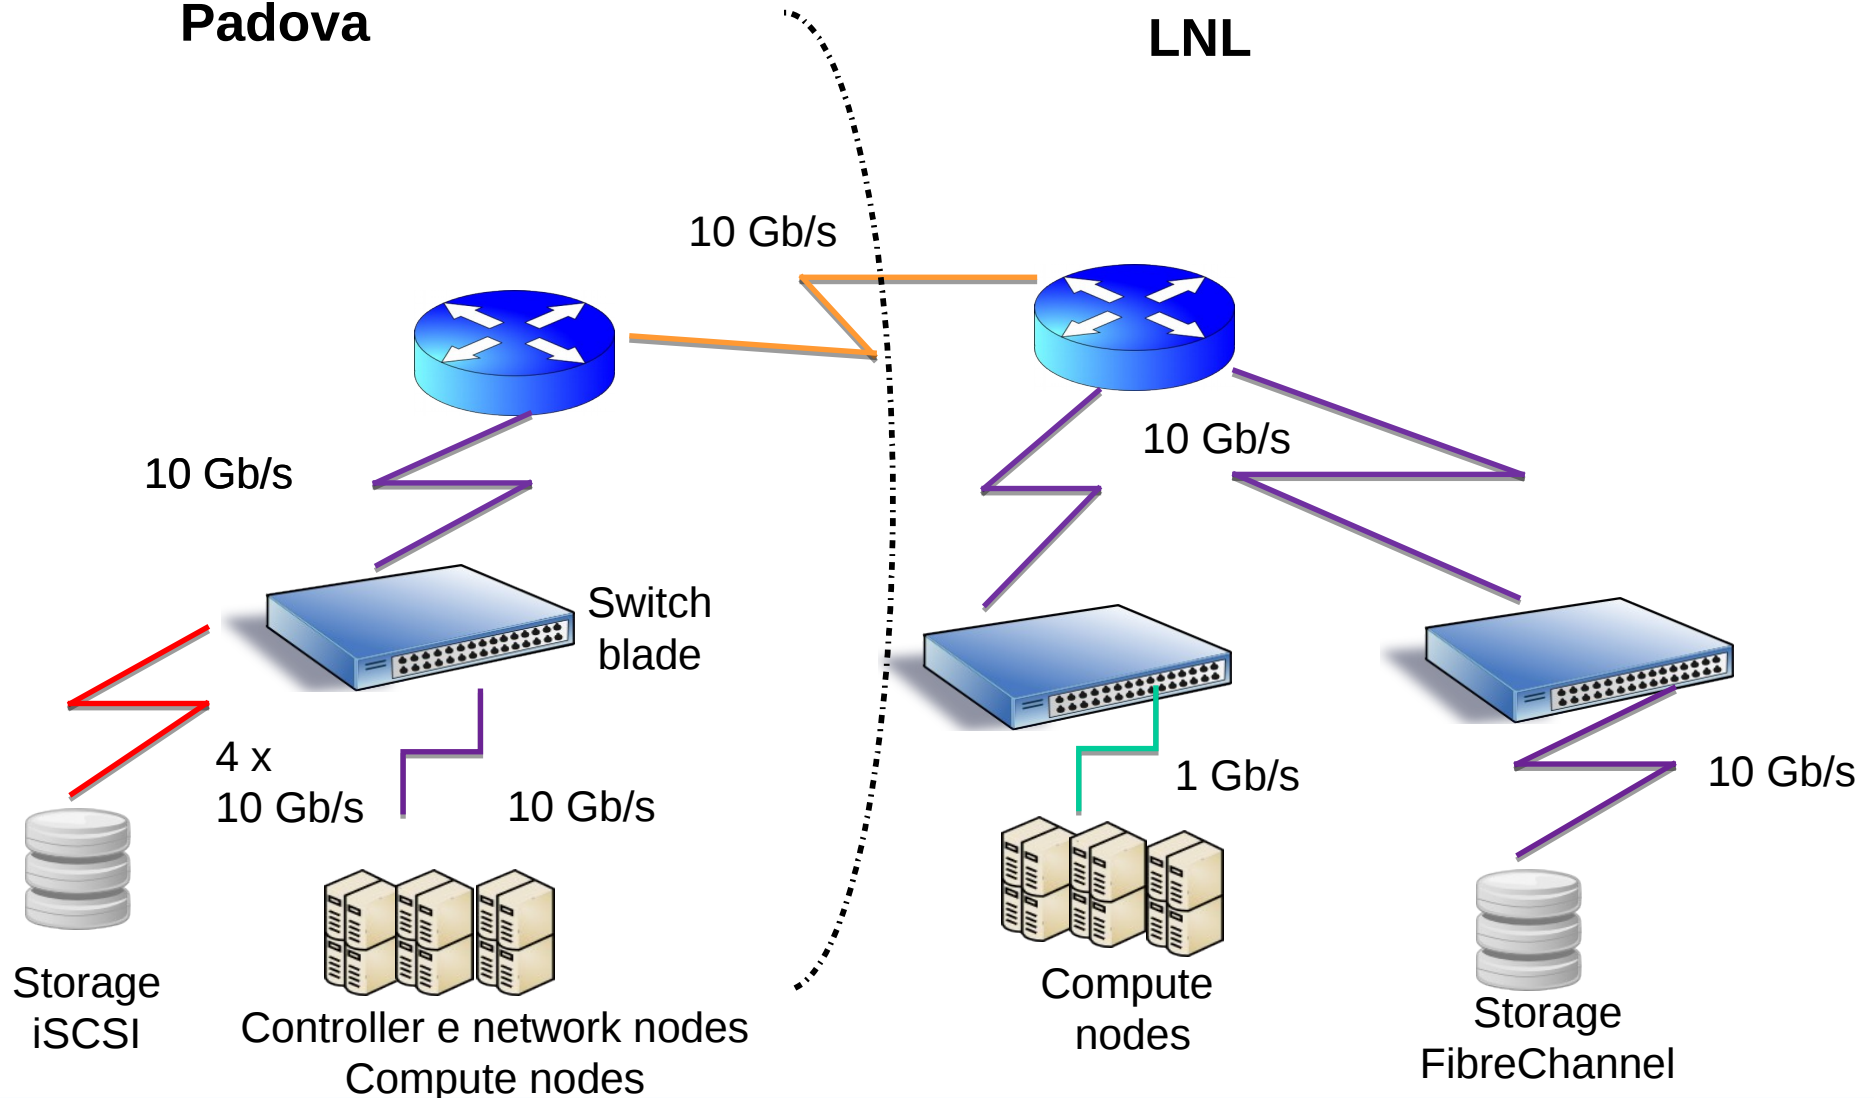 Padova
LNL
10 Gb/s
10 Gb/s
10 Gb/s
Switch
blade
4 x
10 Gb/s
10 Gb/s
1 Gb/s
10 Gb/s
Storage
iSCSI
Controller e network nodes
Compute nodes
Compute
nodes
Storage
FibreChannel